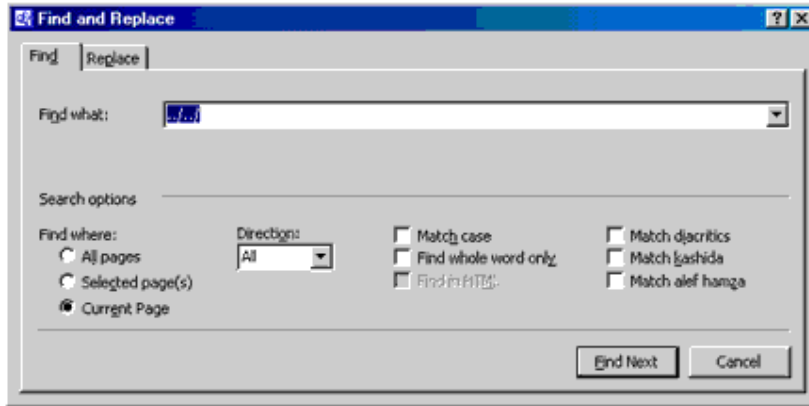 Find and Replace
Find Replace
Find what: ../../
Search options
Find where: Direction: Match case Match diacritics
All pages All Find whole word only Match kashida
Selected page(s) Find in HTML Match alef hamza
Current Page
Find Next Cancel